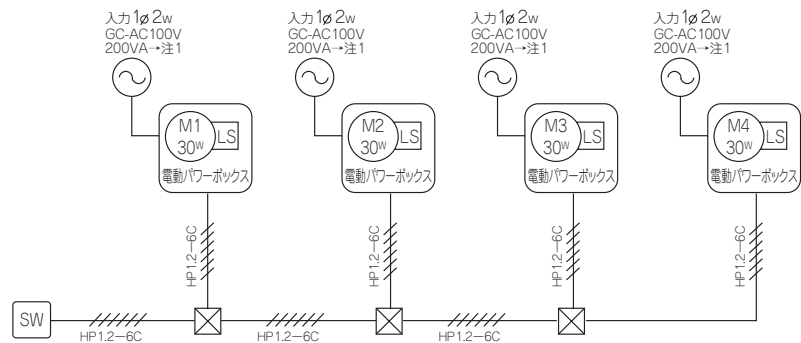 入力1ø2w
GC-AC100V
200VA→注1
入力1ø2w
GC-AC100V
200VA→注1
入力1ø2w
GC-AC100V
200VA→注1
入力1ø2w
GC-AC100V
200VA→注1
M1
30W
LS
電動パワーボックス
M2
30W
LS
電動パワーボックス
M3
30W
LS
電動パワーボックス
M4
30W
LS
電動パワーボックス
HP1.2−6C
HP1.2−6C
HP1.2−6C
HP1.2−6C
SW
HP1.2−6C
HP1.2−6C
HP1.2−6C